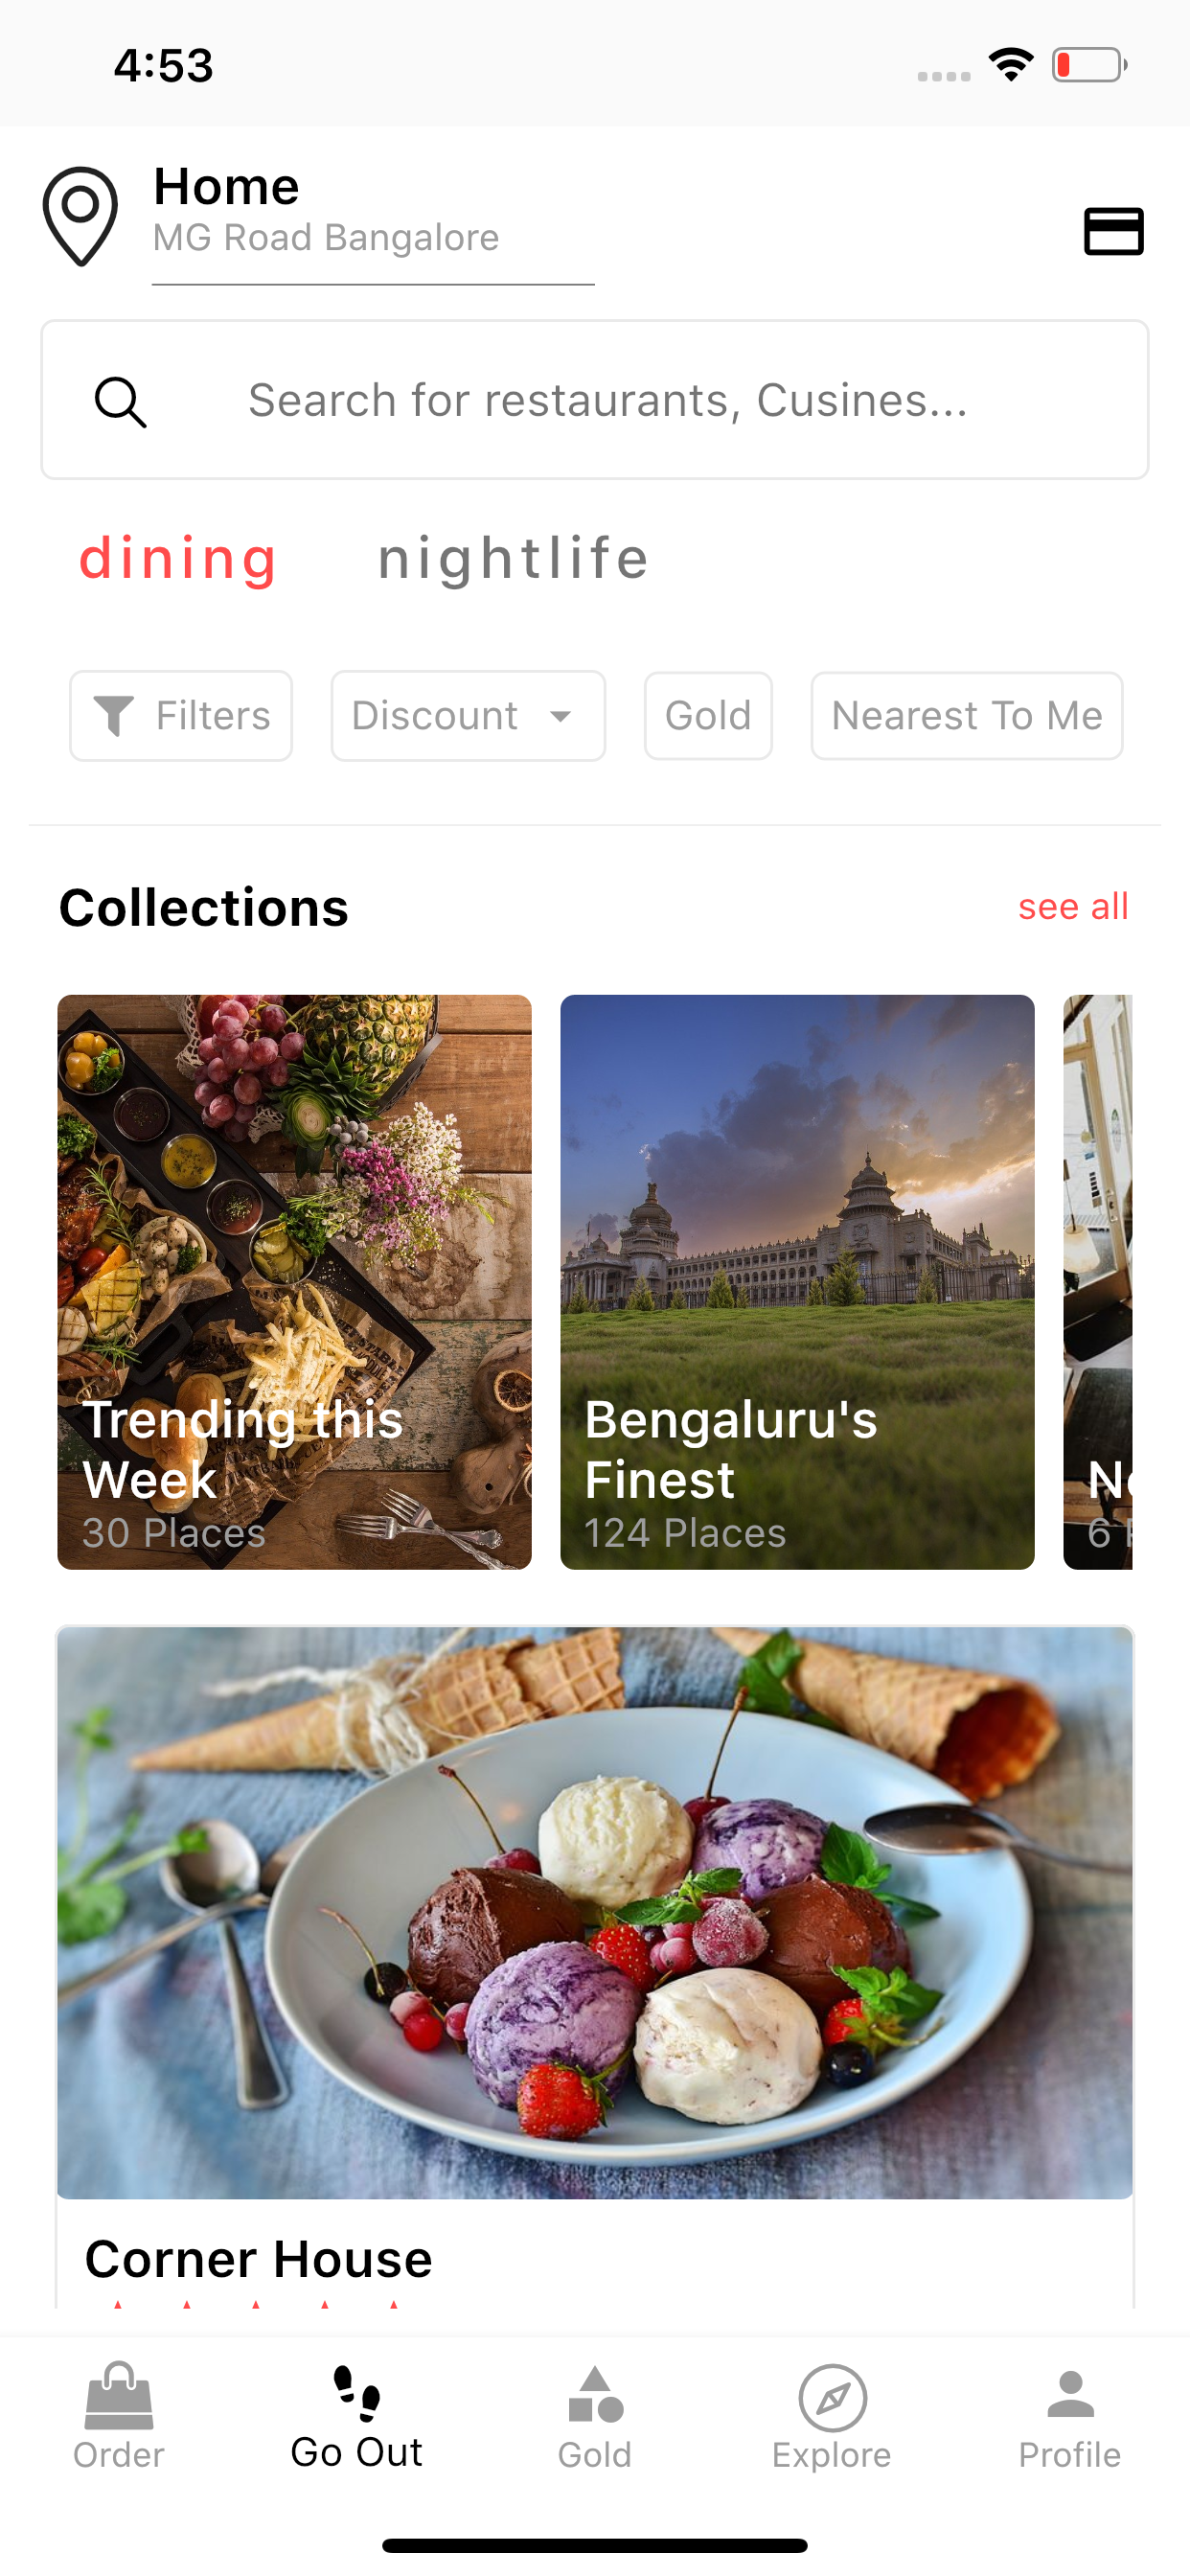 4:53
Home
MG Road Bangalore
Search for restaurants, Cusines...
dining nightlife
Filters Discount Gold Nearest To Me
Collections see all
Trending this
Week
30 Places
Bengaluru's
Finest
124 Places
6
Corner House
Order Go Out Gold Explore Profile